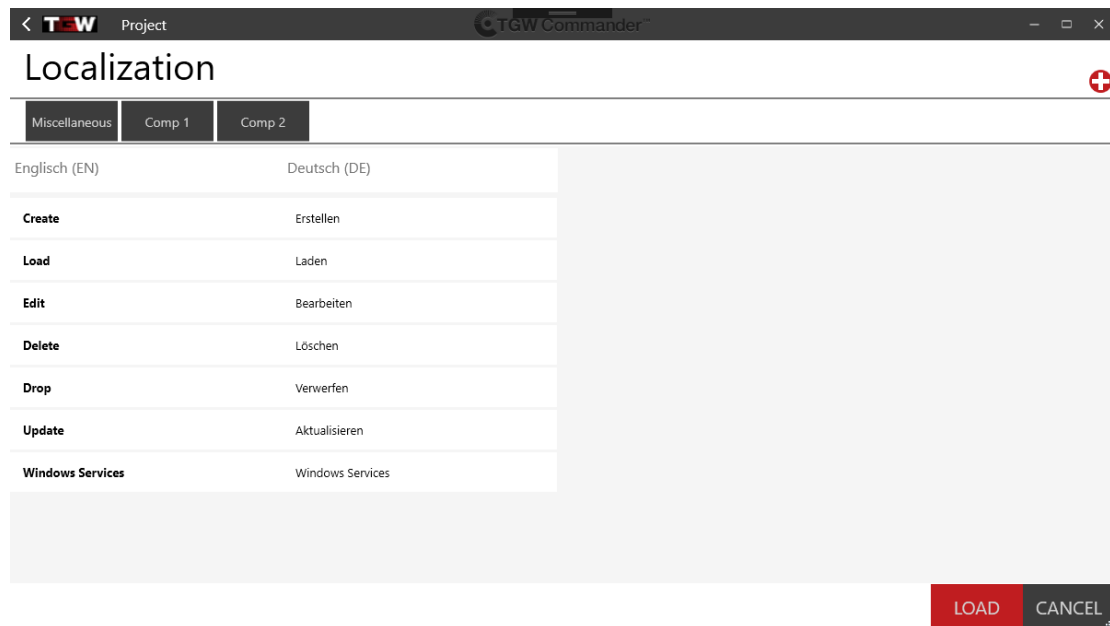 TGW Project TGW Commander™
Localization
Miscellaneous Comp 1 Comp 2
Englisch (EN) Deutsch (DE)
Create Erstellen
Load Laden
Edit Bearbeiten
Delete Löschen
Drop Verwerfen
Update Aktualisieren
Windows Services Windows Services
LOAD CANCEL